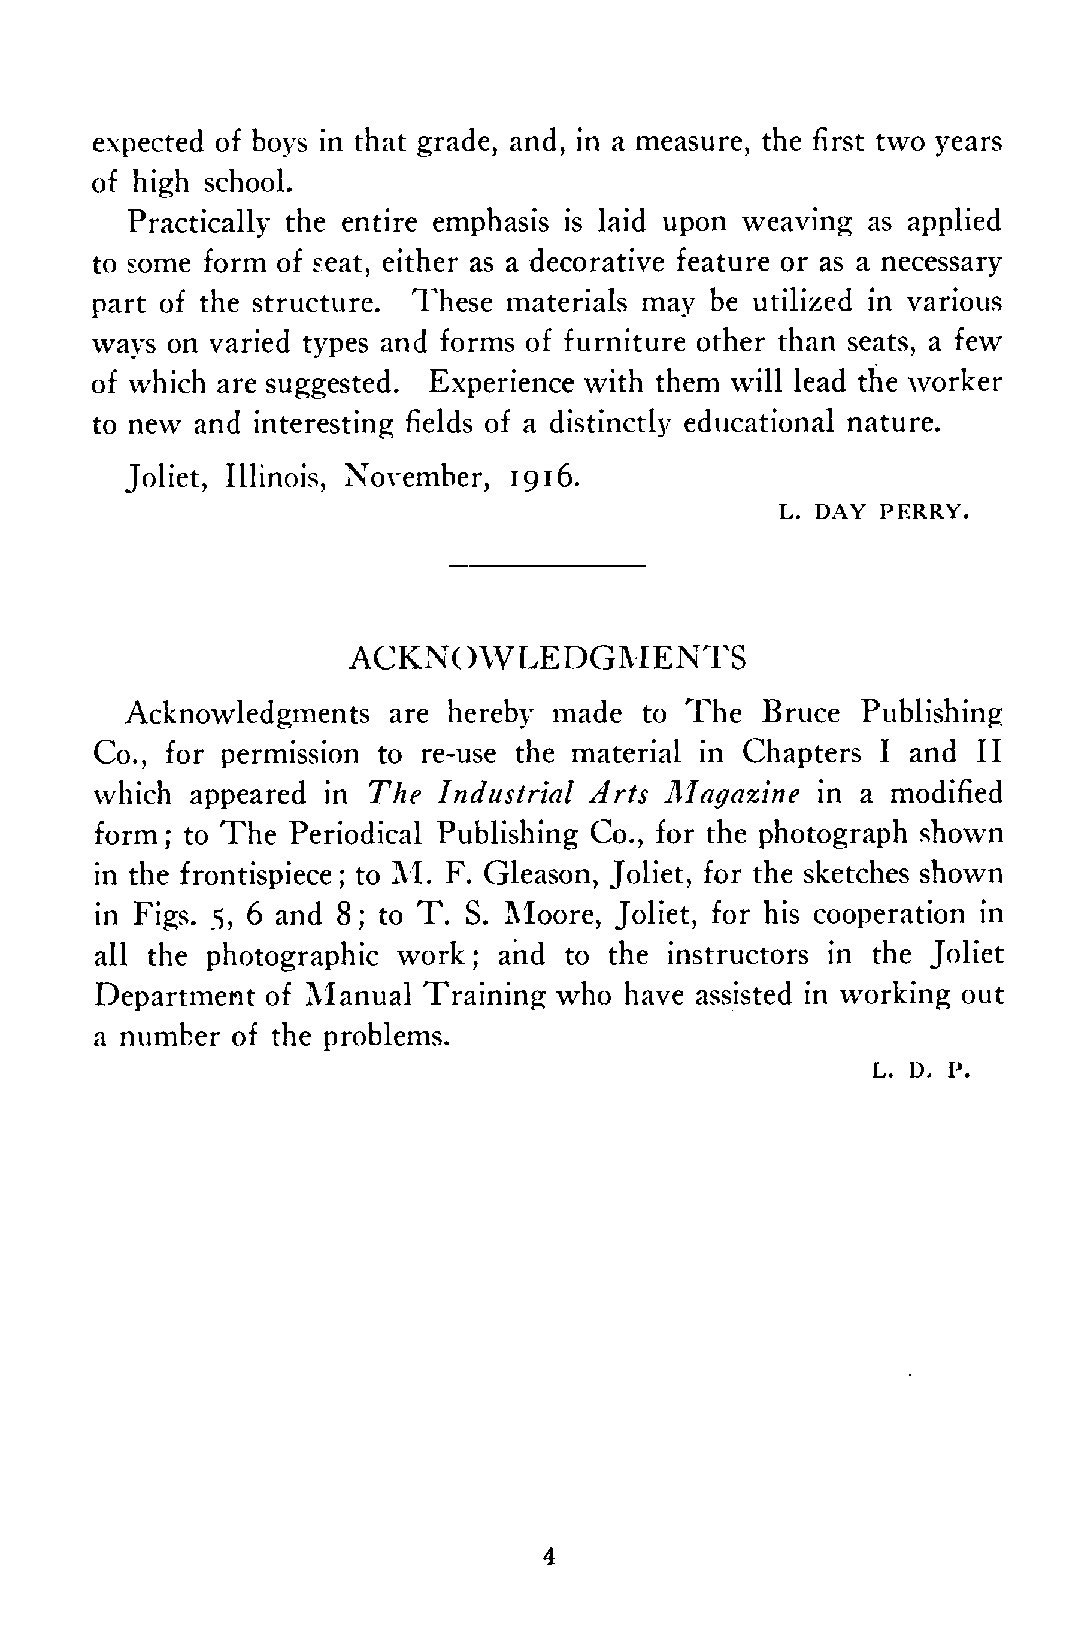 expected of boys in that grade, and, in a measure, the first two years
of high school.
Practically the entire emphasis is laid upon weaving as applied
to some form of seat, either as a decorative feature or as a necessary
part of the structure. These materials may be utilized in various
ways on varied types and forms of furniture other than seats, a few
of which are suggested. Experience with them will lead the worker
to new and interesting fields of a distinctly educational nature.
Joliet, Illinois, November, 1916.
L. DAY PERRY.
ACKNOWLEDGMENTS
Acknowledgments are hereby made to The Bruce Publishing
Co., for permission to re-use the material in Chapters I and II
which appeared in The Industrial Arts Magazine in a modified
form; to The Periodical Publishing Co., for the photograph shown
in the frontispiece; to M. F. Gleason, Joliet, for the sketches shown
in Figs. 5, 6 and 8; to T. S. Moore, Joliet, for his cooperation in
all the photographic work; and to the instructors in the Joliet
Department of Manual Training who have assisted in working out
a number of the problems.
L. D. P.
4